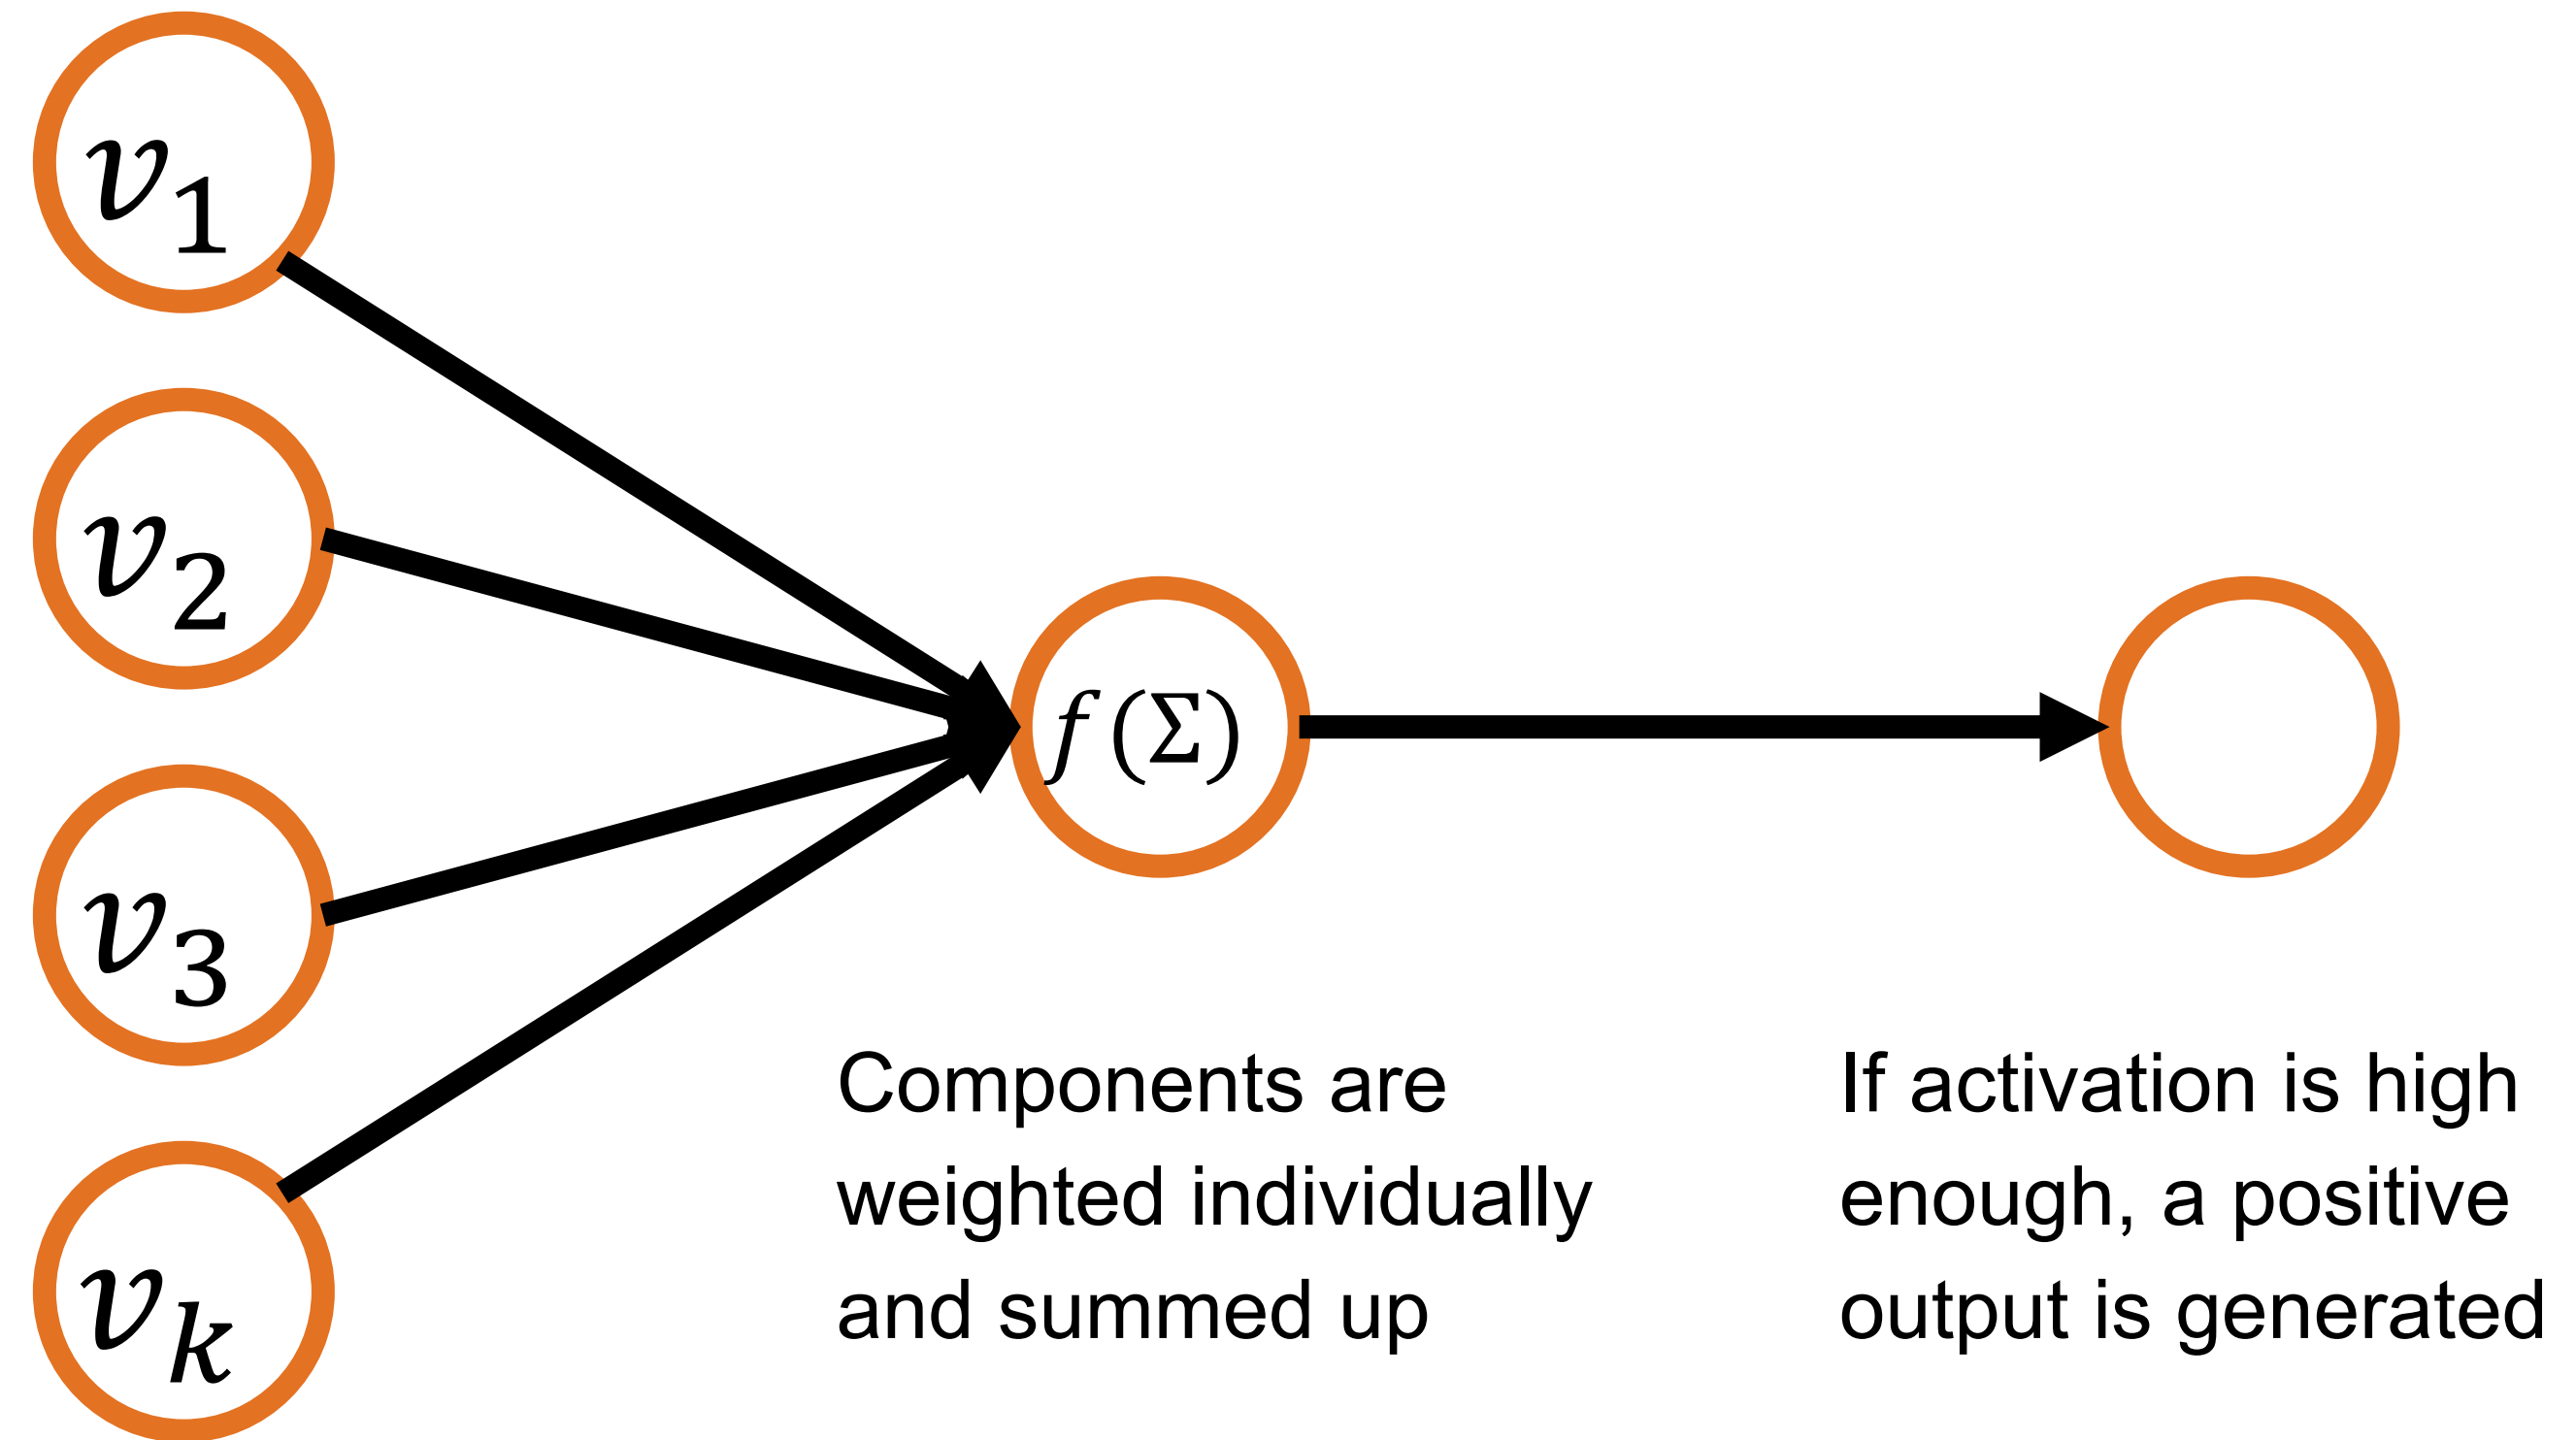 v₁
v₂
v₃
vₖ
f(Σ)
Components are
weighted individually
and summed up
If activation is high
enough, a positive
output is generated